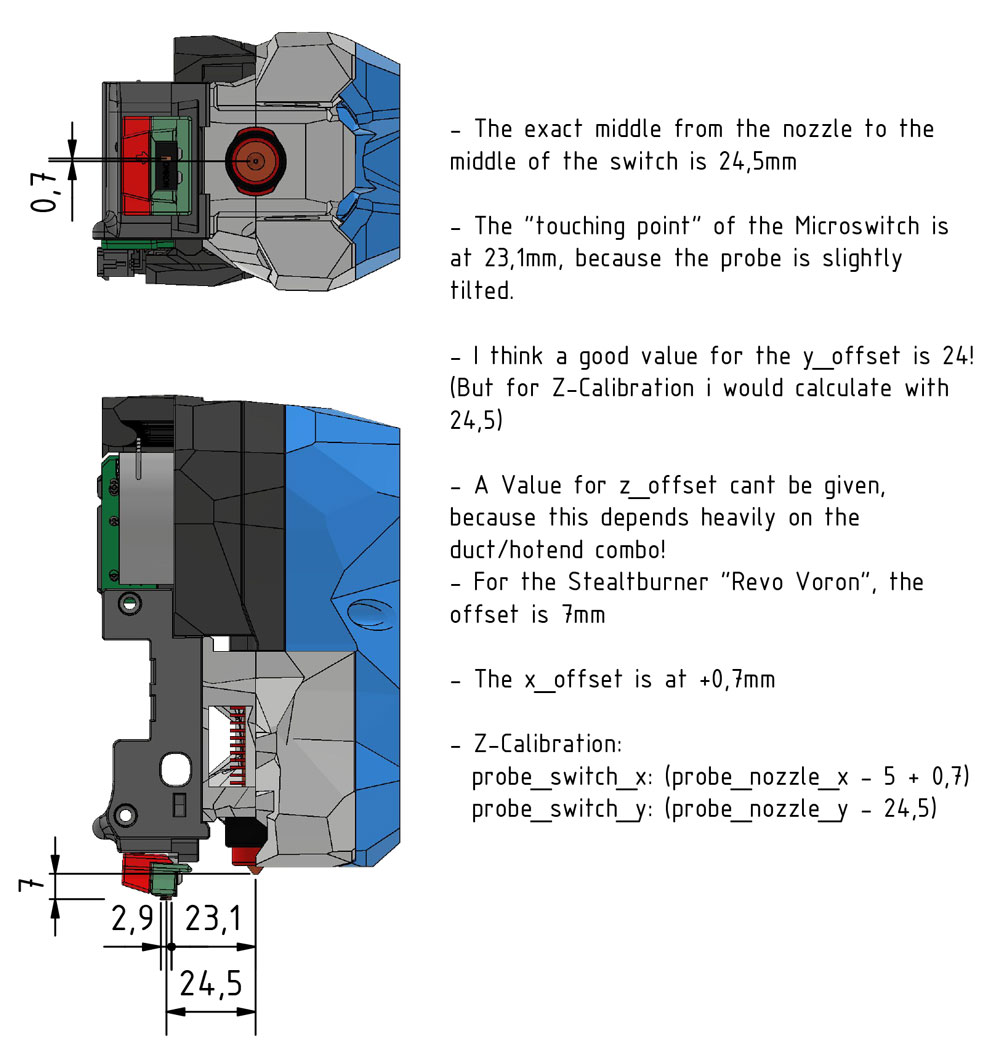 0,7
- The exact middle from the nozzle to the
middle of the switch is 24,5mm
- The "touching point" of the Microswitch is
at 23,1mm, because the probe is slightly
tilted.
- I think a good value for the y_offset is 24!
(But for Z-Calibration i would calculate with
24,5)
- A Value for z_offset cant be given,
because this depends heavily on the
duct/hotend combo!
- For the Stealtburner "Revo Voron", the
offset is 7mm
- The x_offset is at +0,7mm
- Z-Calibration:
probe_switch_x: (probe_nozzle_x - 5 + 0,7)
probe_switch_y: (probe_nozzle_y - 24,5)
7
2,9 23,1
24,5